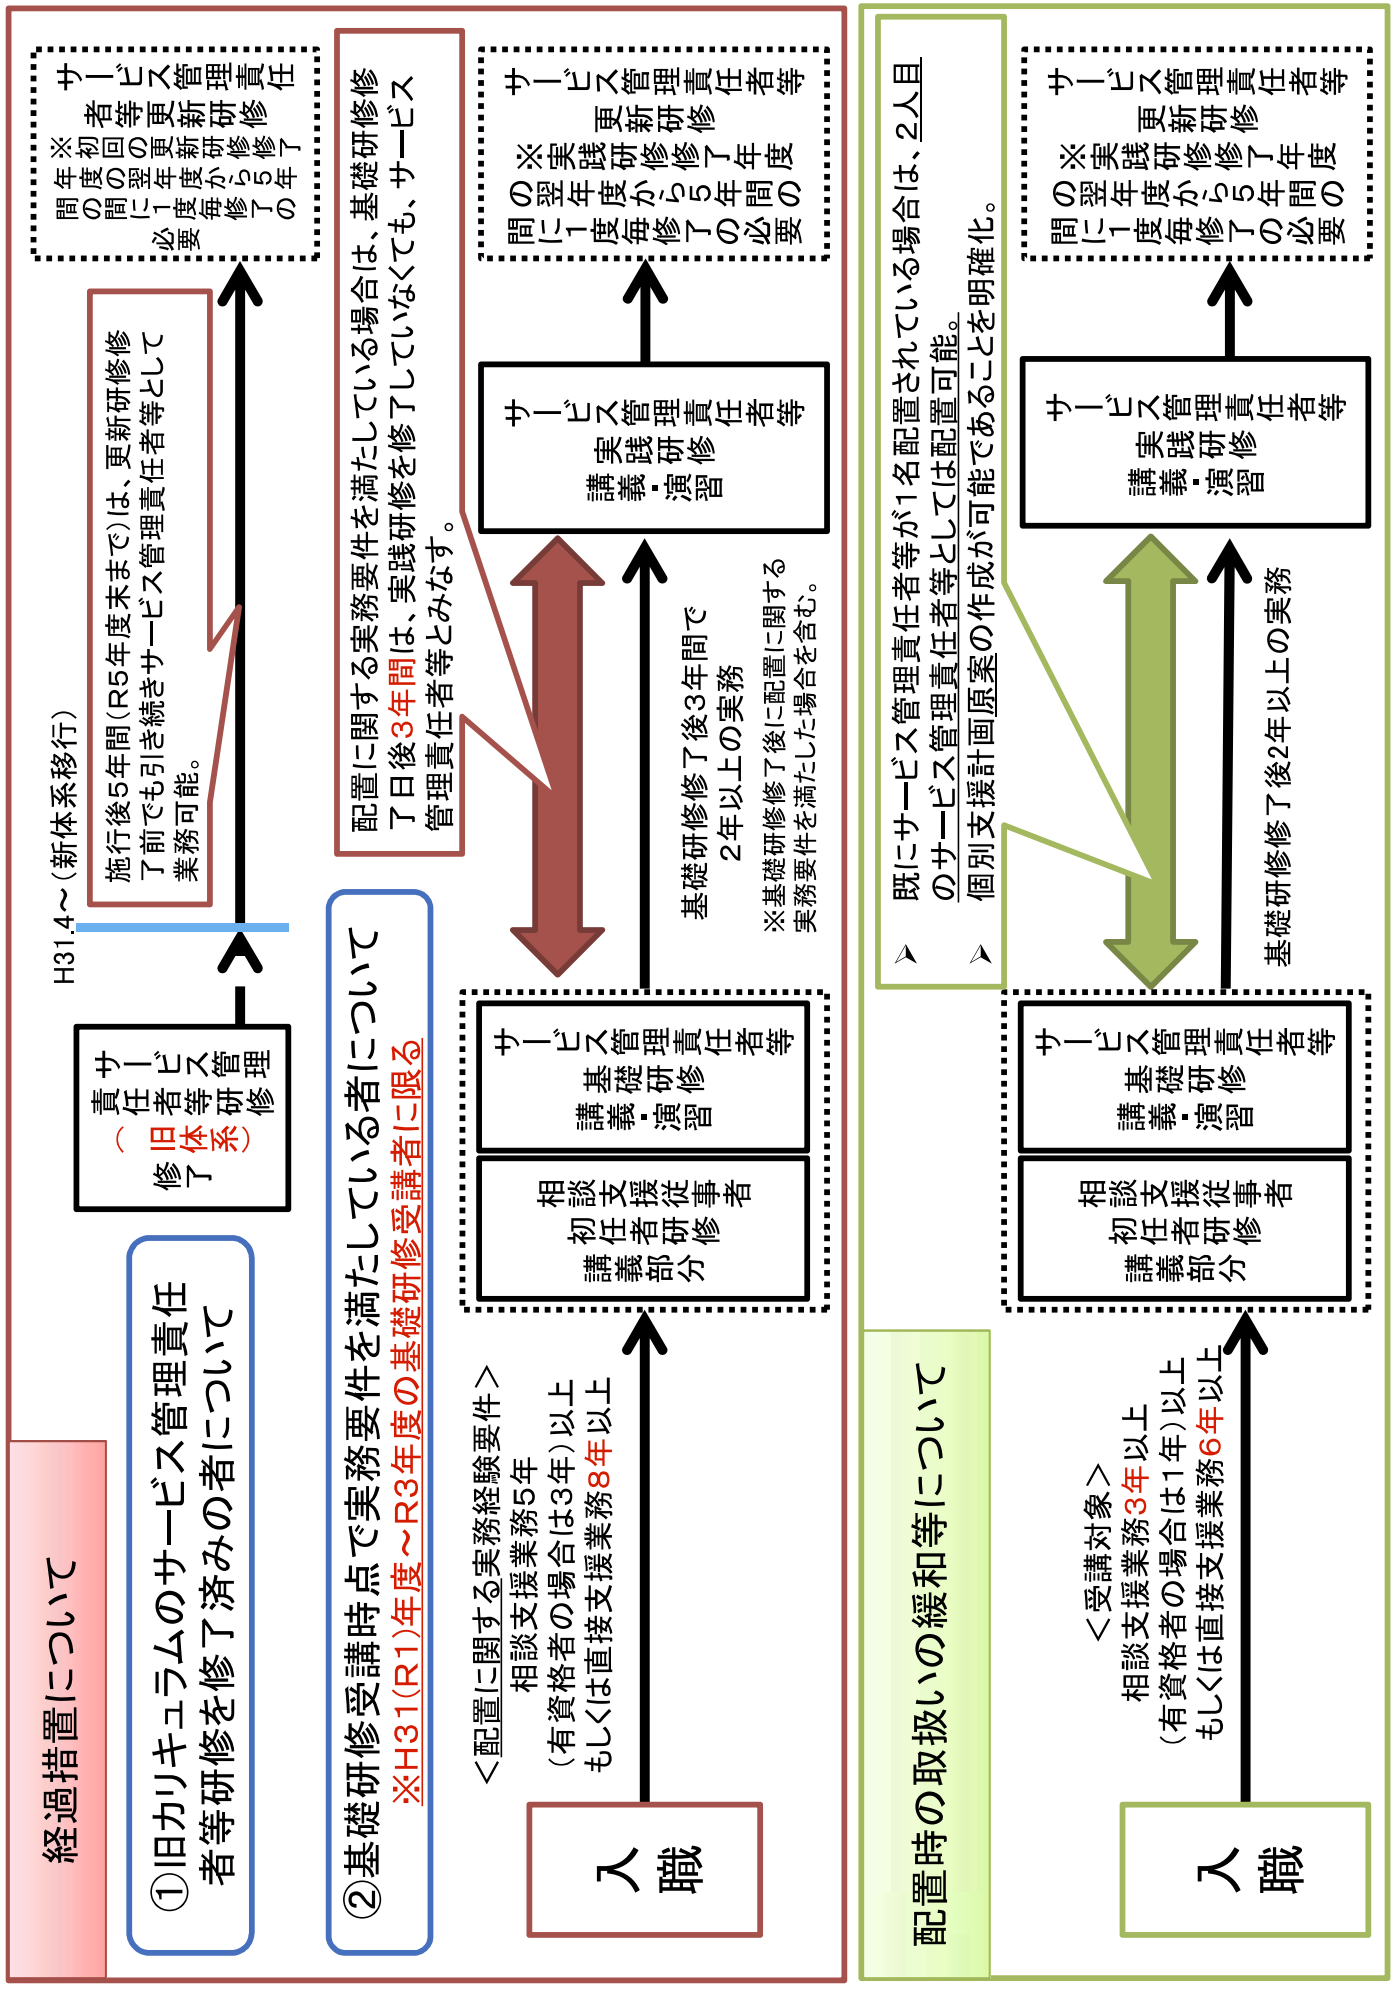 経過措置について
①旧カリキュラムのサービス管理責任
者等研修を修了済みの者について
サービス管理
責任者等研修
（旧体系）
修了
H31.4～（新体系移行）
施行後5年間（R5年度末まで）は、更新研修修
了前でも引き続きサービス管理責任者等として
業務可能。
サービス管理責任
者等更新研修
※初回の更新研修修了
年度の翌年度から５年
間の間に１度毎修了の
必要
②基礎研修受講時点で実務要件を満たしている者について
※H31(R1)年度～R3年度の基礎研修受講者に限る
配置に関する実務要件を満たしている場合は、基礎研修修
了日後3年間は、実践研修を修了していなくても、サービス
管理責任者等とみなす。
入
職
＜配置に関する実務経験要件＞
相談支援業務5年
（有資格者の場合は3年）以上
もしくは直接支援業務8年以上
相談支援従事者
初任者研修
講義部分
サービス管理責任者等
基礎研修
講義・演習
基礎研修修了後3年間で
2年以上の実務
※基礎研修修了後に配置に関する
実務要件を満たした場合を含む。
サービス管理責任者等
実践研修
講義・演習
サービス管理責任者等
更新研修
※実践研修修了年度
の翌年度から５年間の
間に１度毎修了の必
要
配置時の取扱いの緩和等について
➢ 既にサービス管理責任者等が１名配置されている場合は、２人目
のサービス管理責任者等としては配置可能。
➢ 個別支援計画原案の作成が可能であることを明確化。
入
職
＜受講対象＞
相談支援業務3年以上
（有資格者の場合は1年）以上
もしくは直接支援業務6年以上
相談支援従事者
初任者研修
講義部分
サービス管理責任者等
基礎研修
講義・演習
基礎研修修了後2年以上の実務
サービス管理責任者等
実践研修
講義・演習
サービス管理責任者等
更新研修
※実践研修修了年度
の翌年度から５年間の
間に１度毎修了の必
要